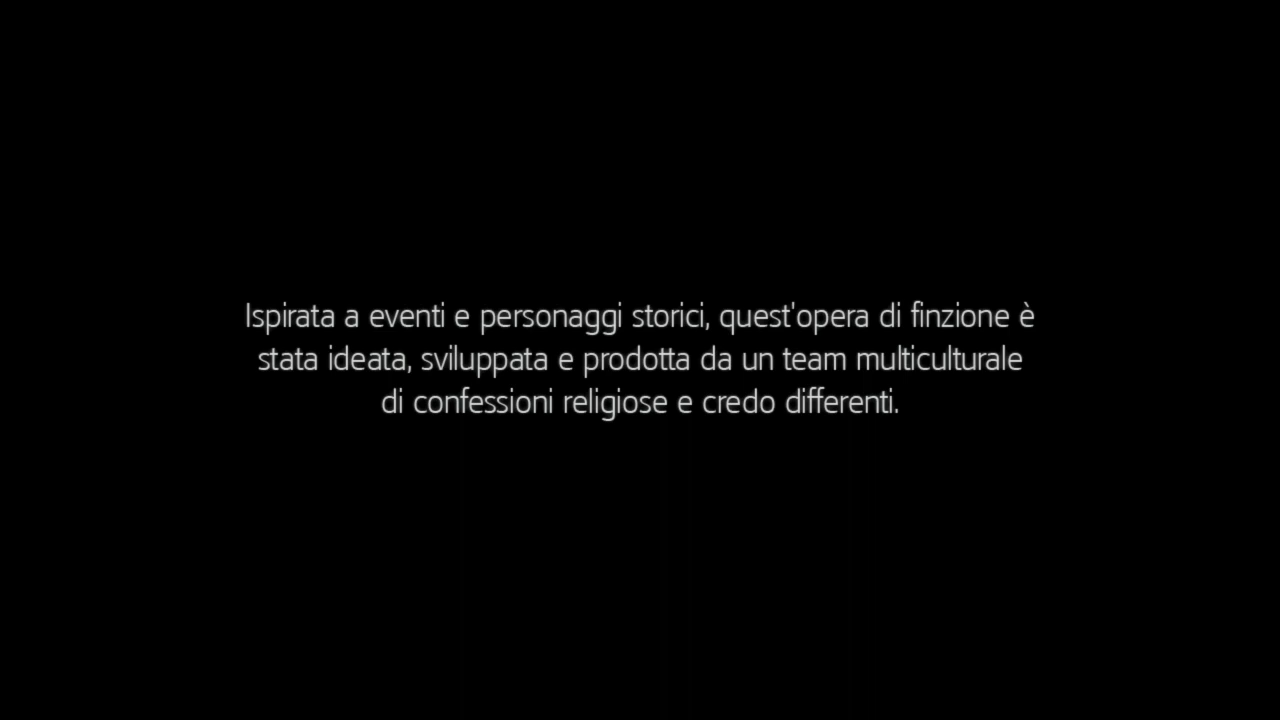 Ispirata a eventi e personaggi storici, quest'opera di finzione è
stata ideata, sviluppata e prodotta da un team multiculturale
di confessioni religiose e credo differenti.